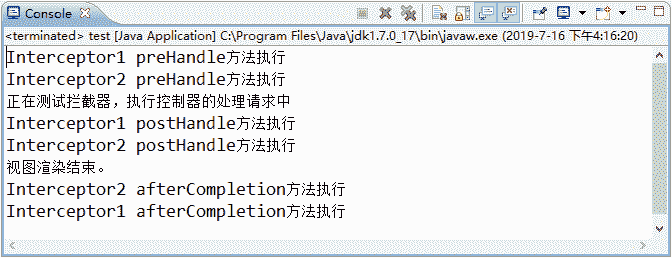 Console
<terminated> test [Java Application] C:\Program Files\Java\jdk1.7.0_17\bin\javaw.exe (2019-7-16 下午4:16:20)
Interceptor1 preHandle方法执行
Interceptor2 preHandle方法执行
正在测试拦截器，执行控制器的处理请求中
Interceptor1 postHandle方法执行
Interceptor2 postHandle方法执行
视图渲染结束。
Interceptor2 afterCompletion方法执行
Interceptor1 afterCompletion方法执行